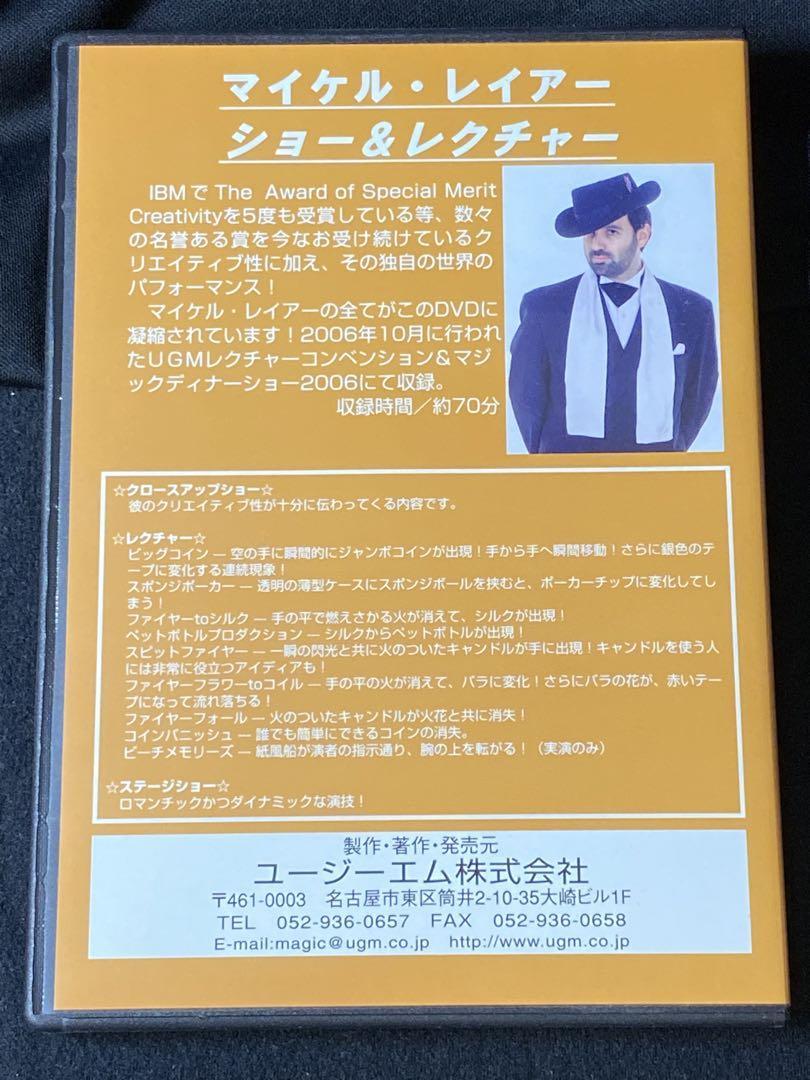 マイケル・レイアー
ショー&レクチャー
IBMで The Award of Special Merit
Creativityを5度も受賞している等、数々
の名誉ある賞を今なお受け続けているク
リエイティブ性に加え、その独自の世界の
パフォーマンス!
マイケル・レイアーの全てがこのDVDに
凝縮されています!2006年10月に行われ
たUGMレクチャーコンベンション&マジ
ックディナーショー2006にて収録。
収録時間/約70分
☆クロースアップショー☆
彼のクリエイティブ性が十分に伝わってくる内容です。
☆レクチャー☆
ビッグコイン ― 空の手に瞬間的にジャンボコインが出現!手から手へ瞬間移動!さらに銀色のテ
ープに変化する連続現象!
スポンジポーカー ― 透明の薄型ケースにスポンジボールを挟むと、ポーカーチップに変化してし
まう!
ファイヤーtoシルク ― 手の平で燃えさかる火が消えて、シルクが出現!
ペットボトルプロダクション ― シルクからペットボトルが出現!
スピットファイヤー ― 一瞬の閃光と共に火のついたキャンドルが手に出現!キャンドルを使う人
には非常に役立つアイディアも!
ファイヤーフラワーtoコイル ― 手の平の火が消えて、バラに変化!さらにバラの花が、赤いテー
プになって流れ落ちる!
ファイヤーフォール ― 火のついたキャンドルが火花と共に消失!
コインバニッシュ ― 誰でも簡単にできるコインの消失。
ビーチメモリーズ ― 紙風船が演者の指示通り、腕の上を転がる!(実演のみ)
☆ステージショー☆
ロマンチックかつダイナミックな演技!
製作・著作・発売元
ユージーエム株式会社
〒461-0003 名古屋市東区筒井2-10-35大崎ビル1F
TEL 052-936-0657 FAX 052-936-0658
E-mail:magic@ugm.co.jp http://www.ugm.co.jp